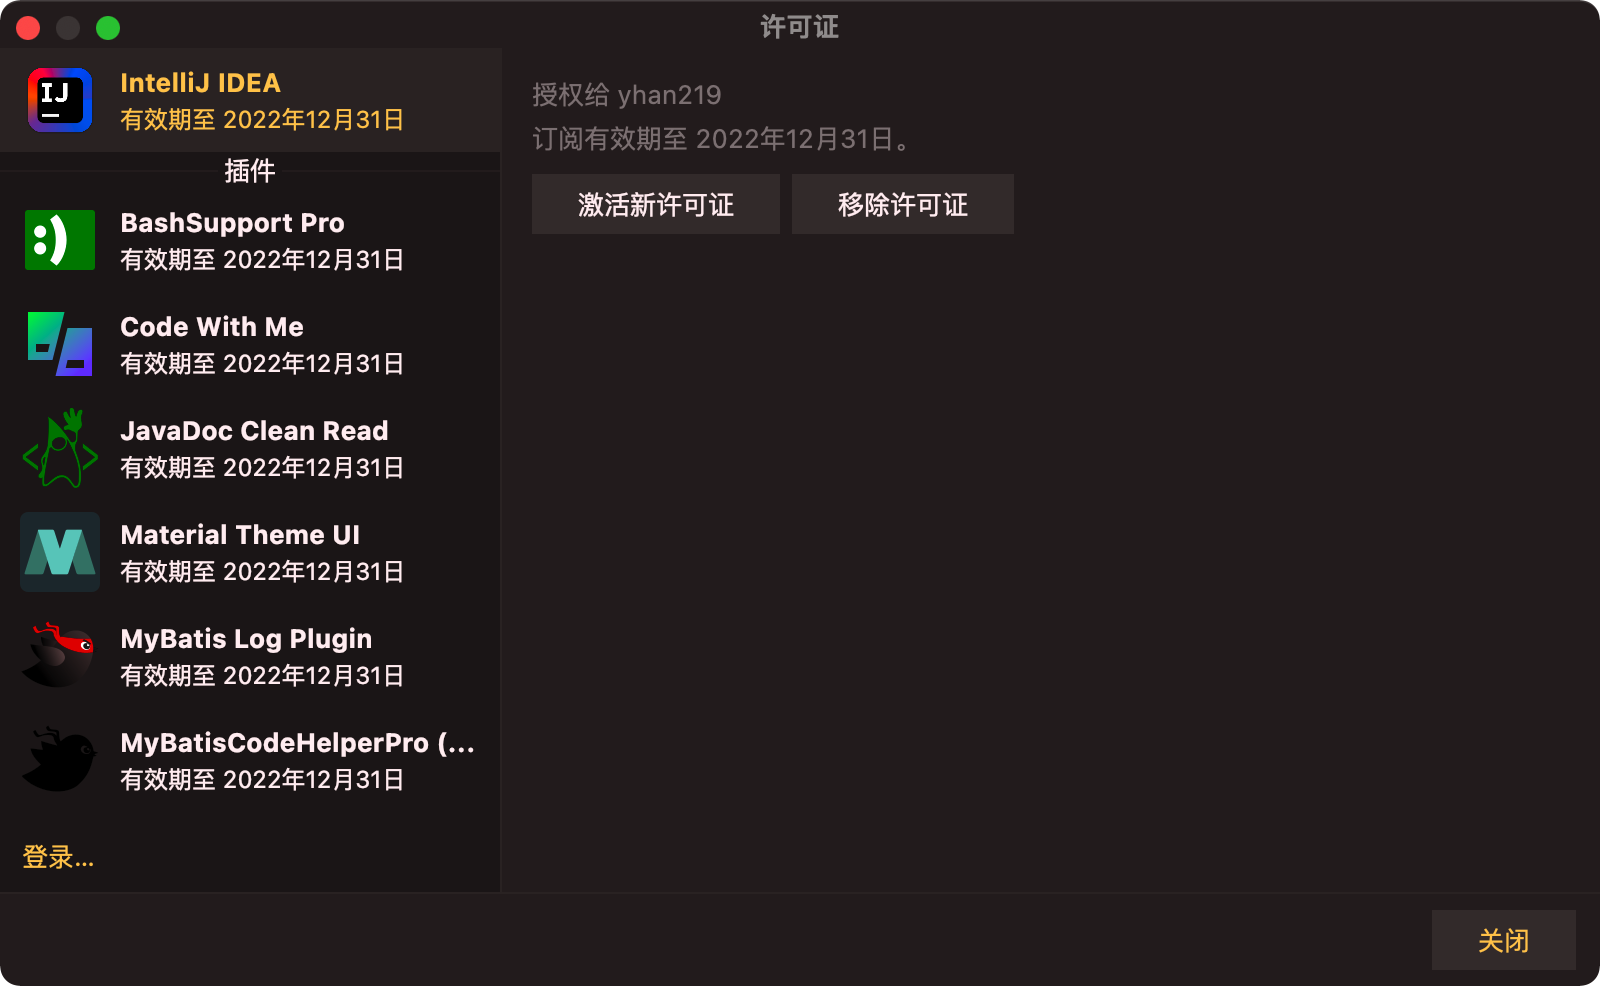 许可证
IJ
IntelliJ IDEA
有效期至 2022年12月31日
插件
BashSupport Pro
有效期至 2022年12月31日
Code With Me
有效期至 2022年12月31日
JavaDoc Clean Read
有效期至 2022年12月31日
Material Theme UI
有效期至 2022年12月31日
MyBatis Log Plugin
有效期至 2022年12月31日
MyBatisCodeHelperPro (...
有效期至 2022年12月31日
登录...
授权给 yhan219
订阅有效期至 2022年12月31日。
激活新许可证
移除许可证
关闭